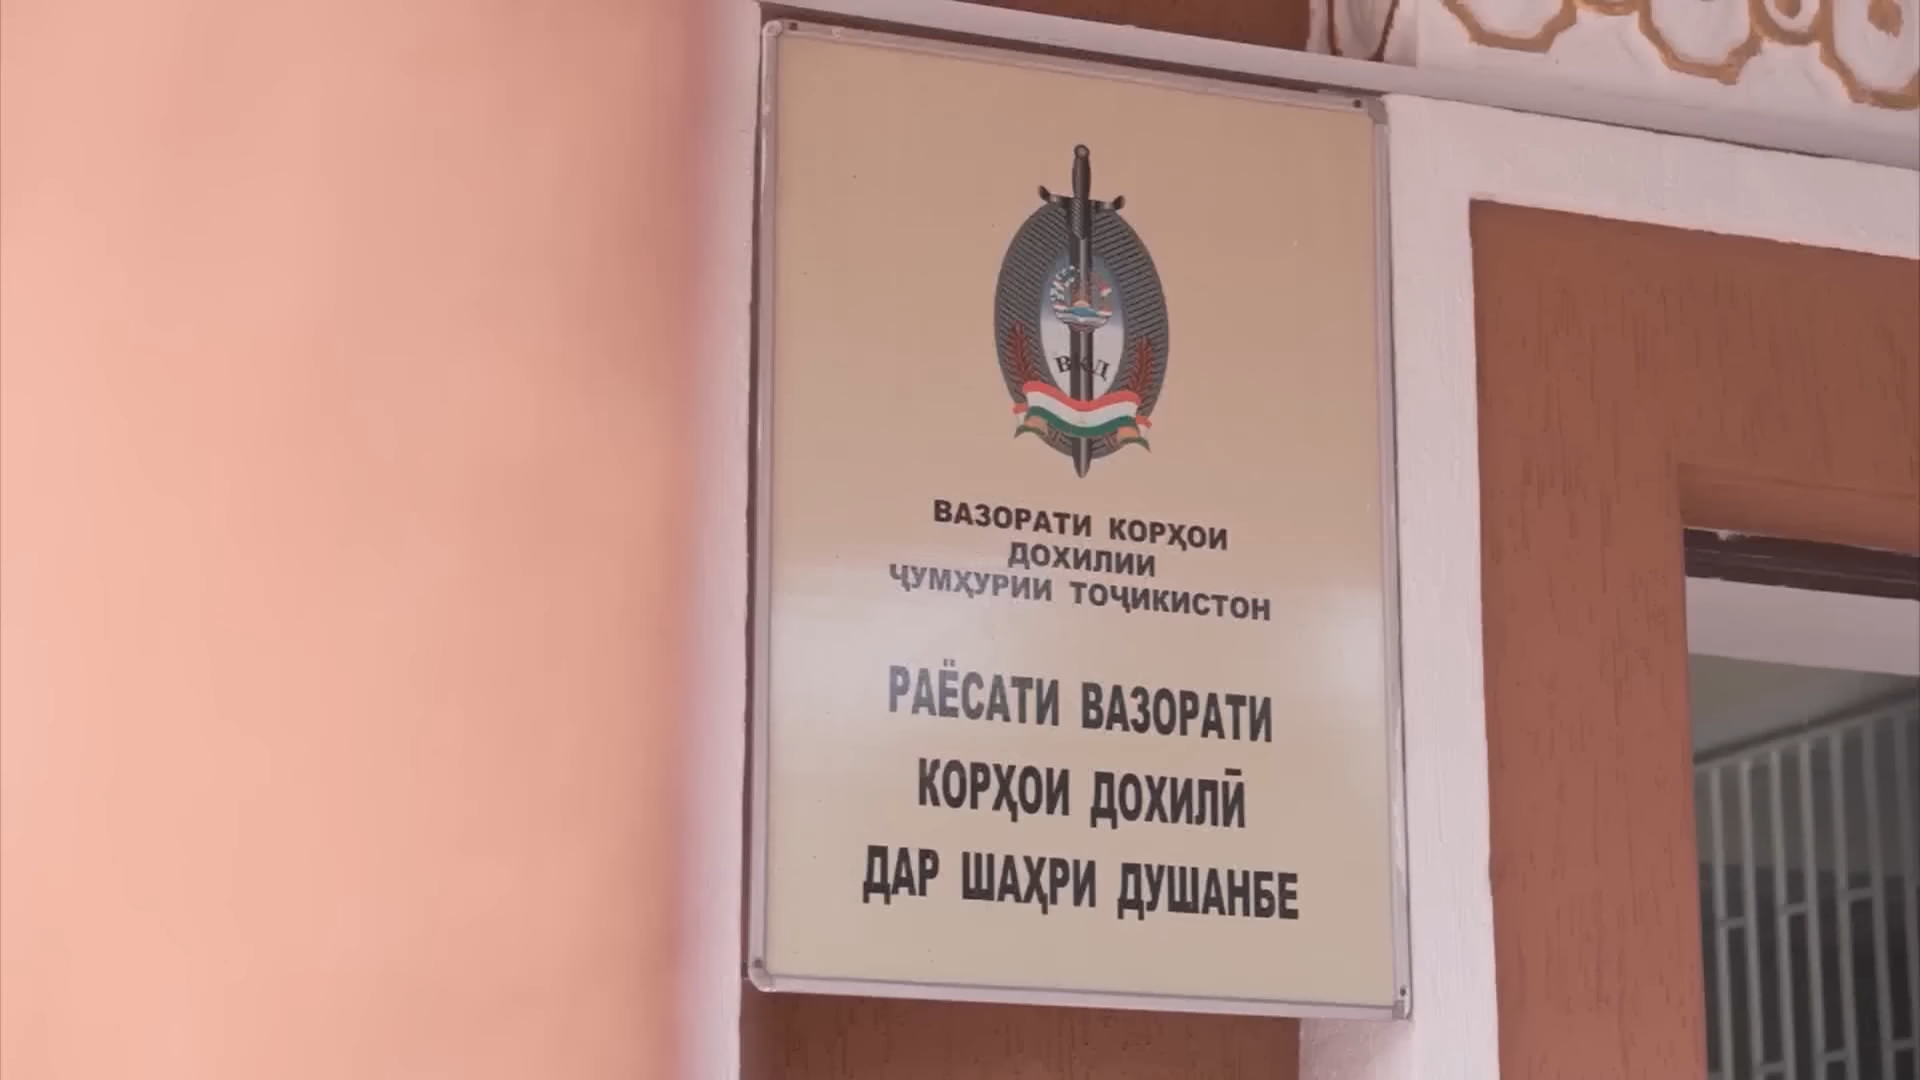 ВКД
ВАЗОРАТИ КОРҲОИ
ДОХИЛИИ
ҶУМҲУРИИ ТОҶИКИСТОН
РАЁСАТИ ВАЗОРАТИ
КОРҲОИ ДОХИЛӢ
ДАР ШАҲРИ ДУШАНБЕ